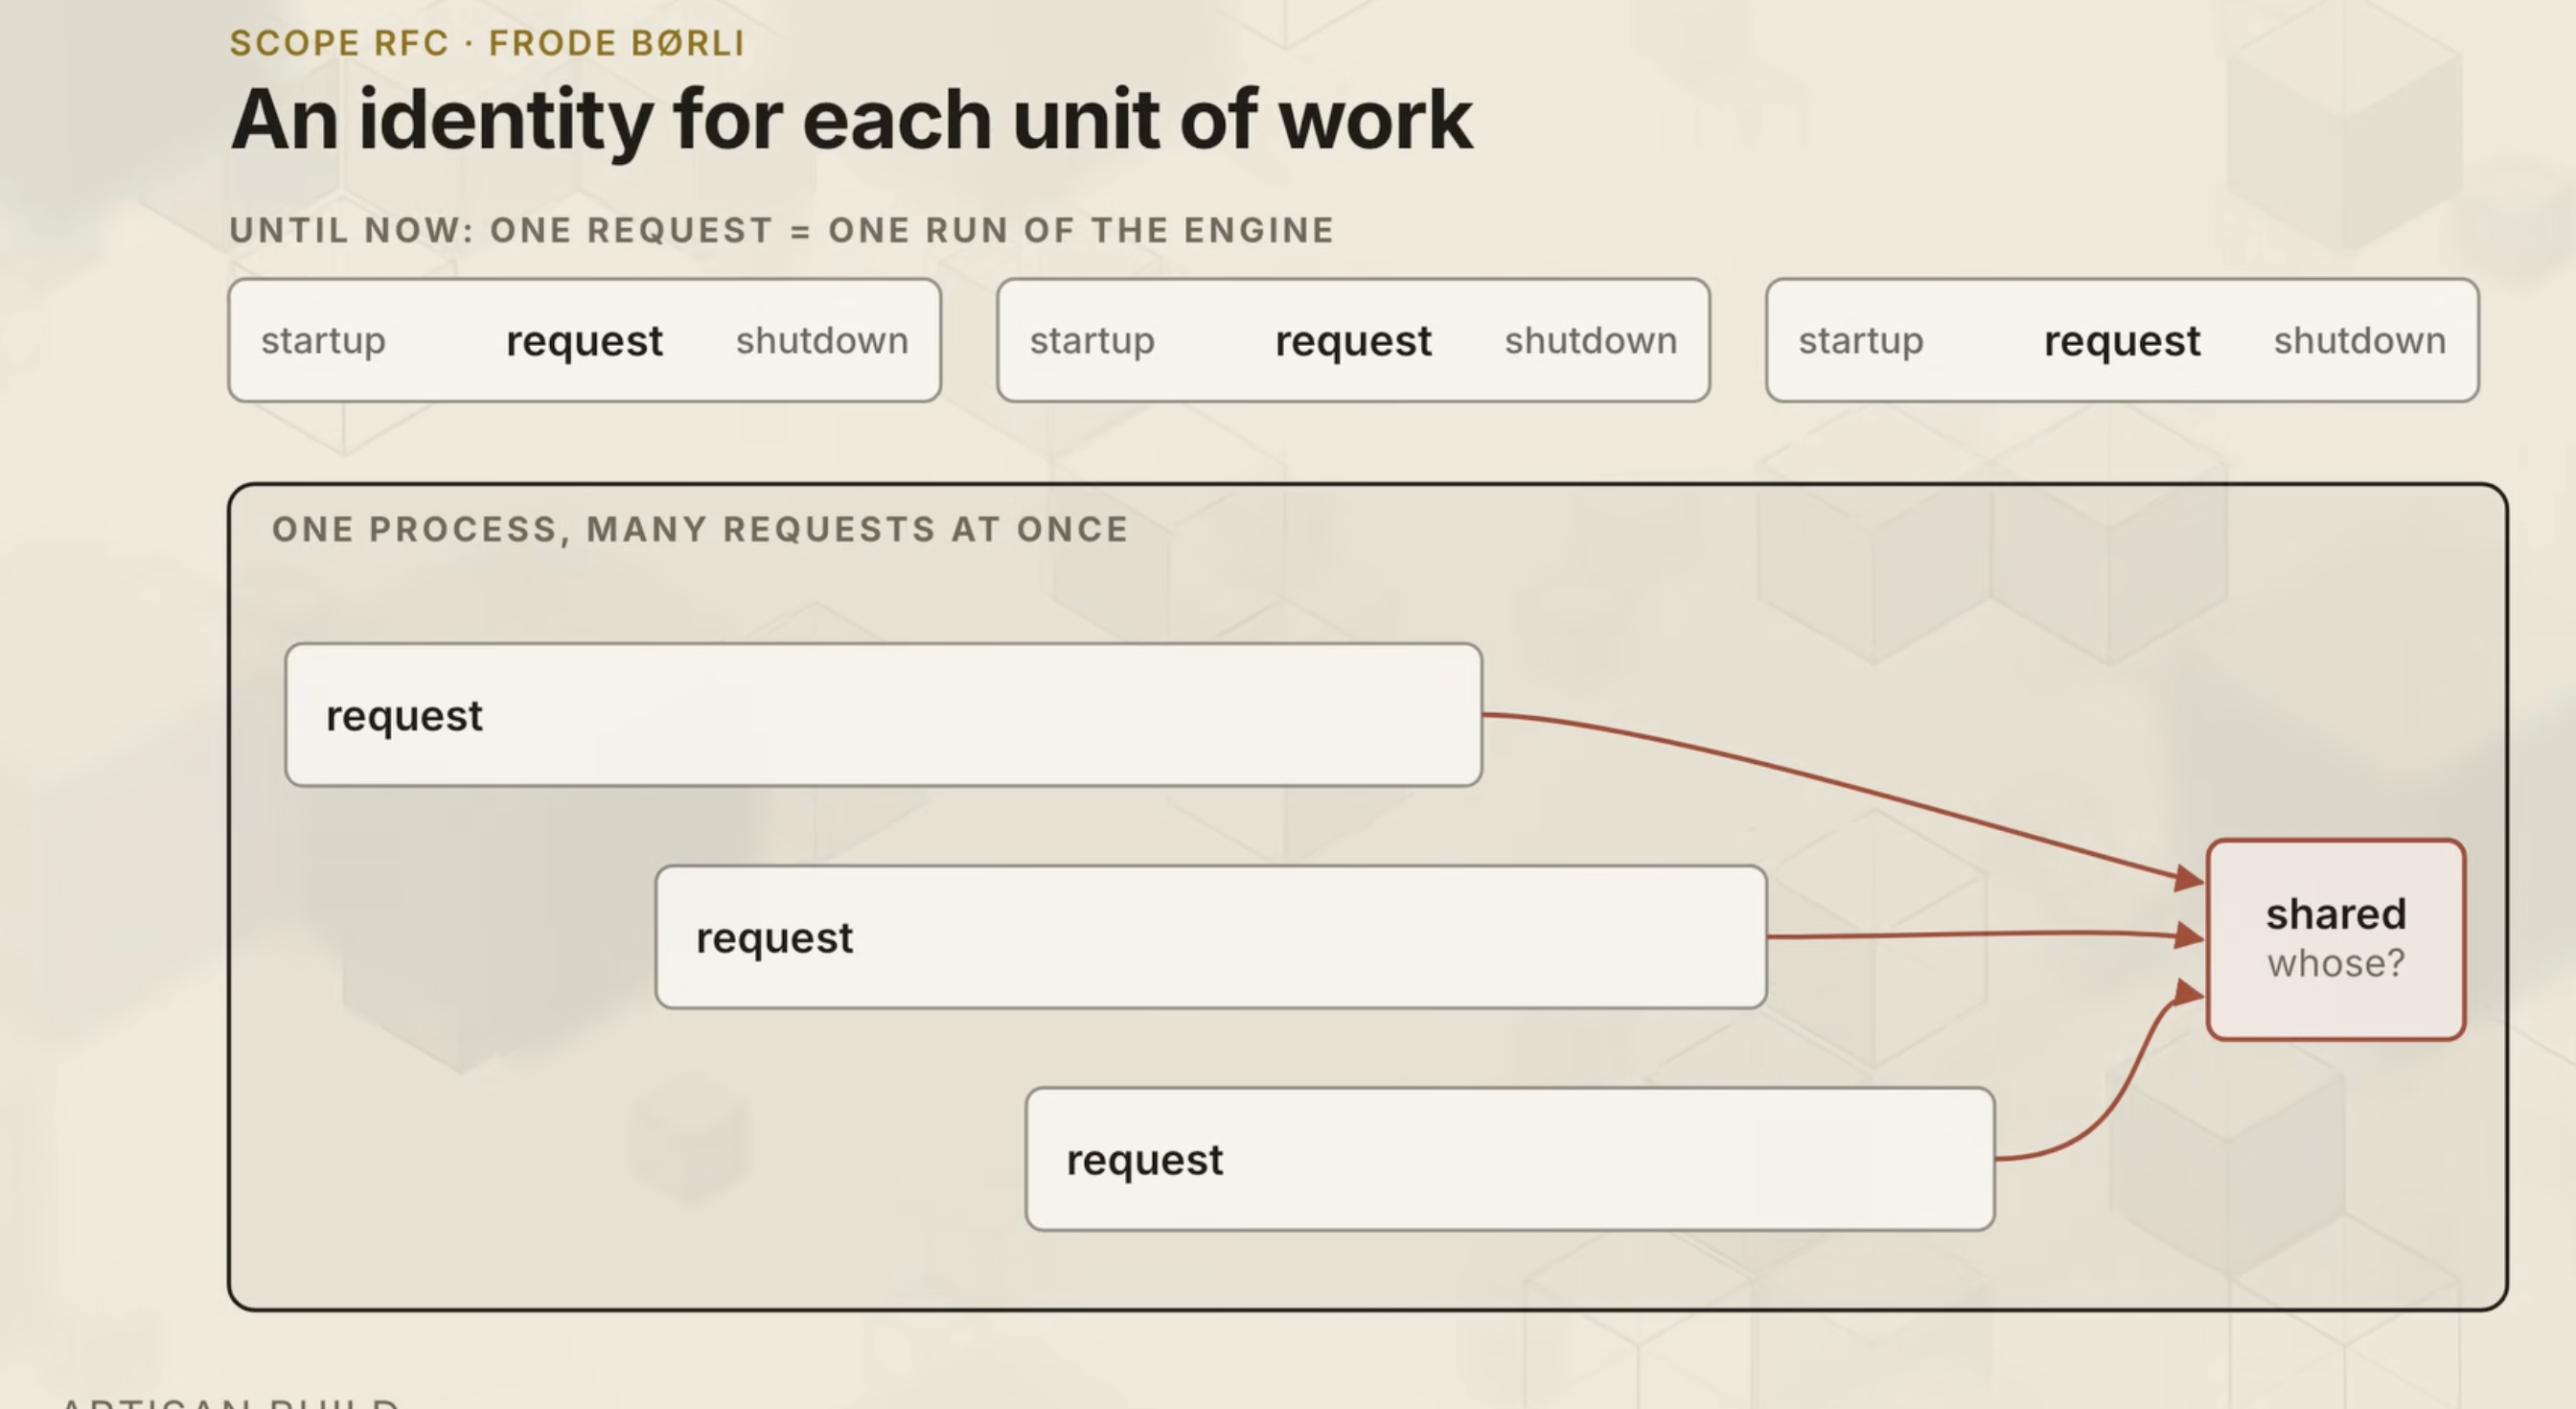 SCOPE RFC · FRODE BØRLI
An identity for each unit of work
UNTIL NOW: ONE REQUEST = ONE RUN OF THE ENGINE
startup request shutdown startup request shutdown startup request shutdown
ONE PROCESS, MANY REQUESTS AT ONCE
request
request
shared
whose?
request
ARTISAN BUILD